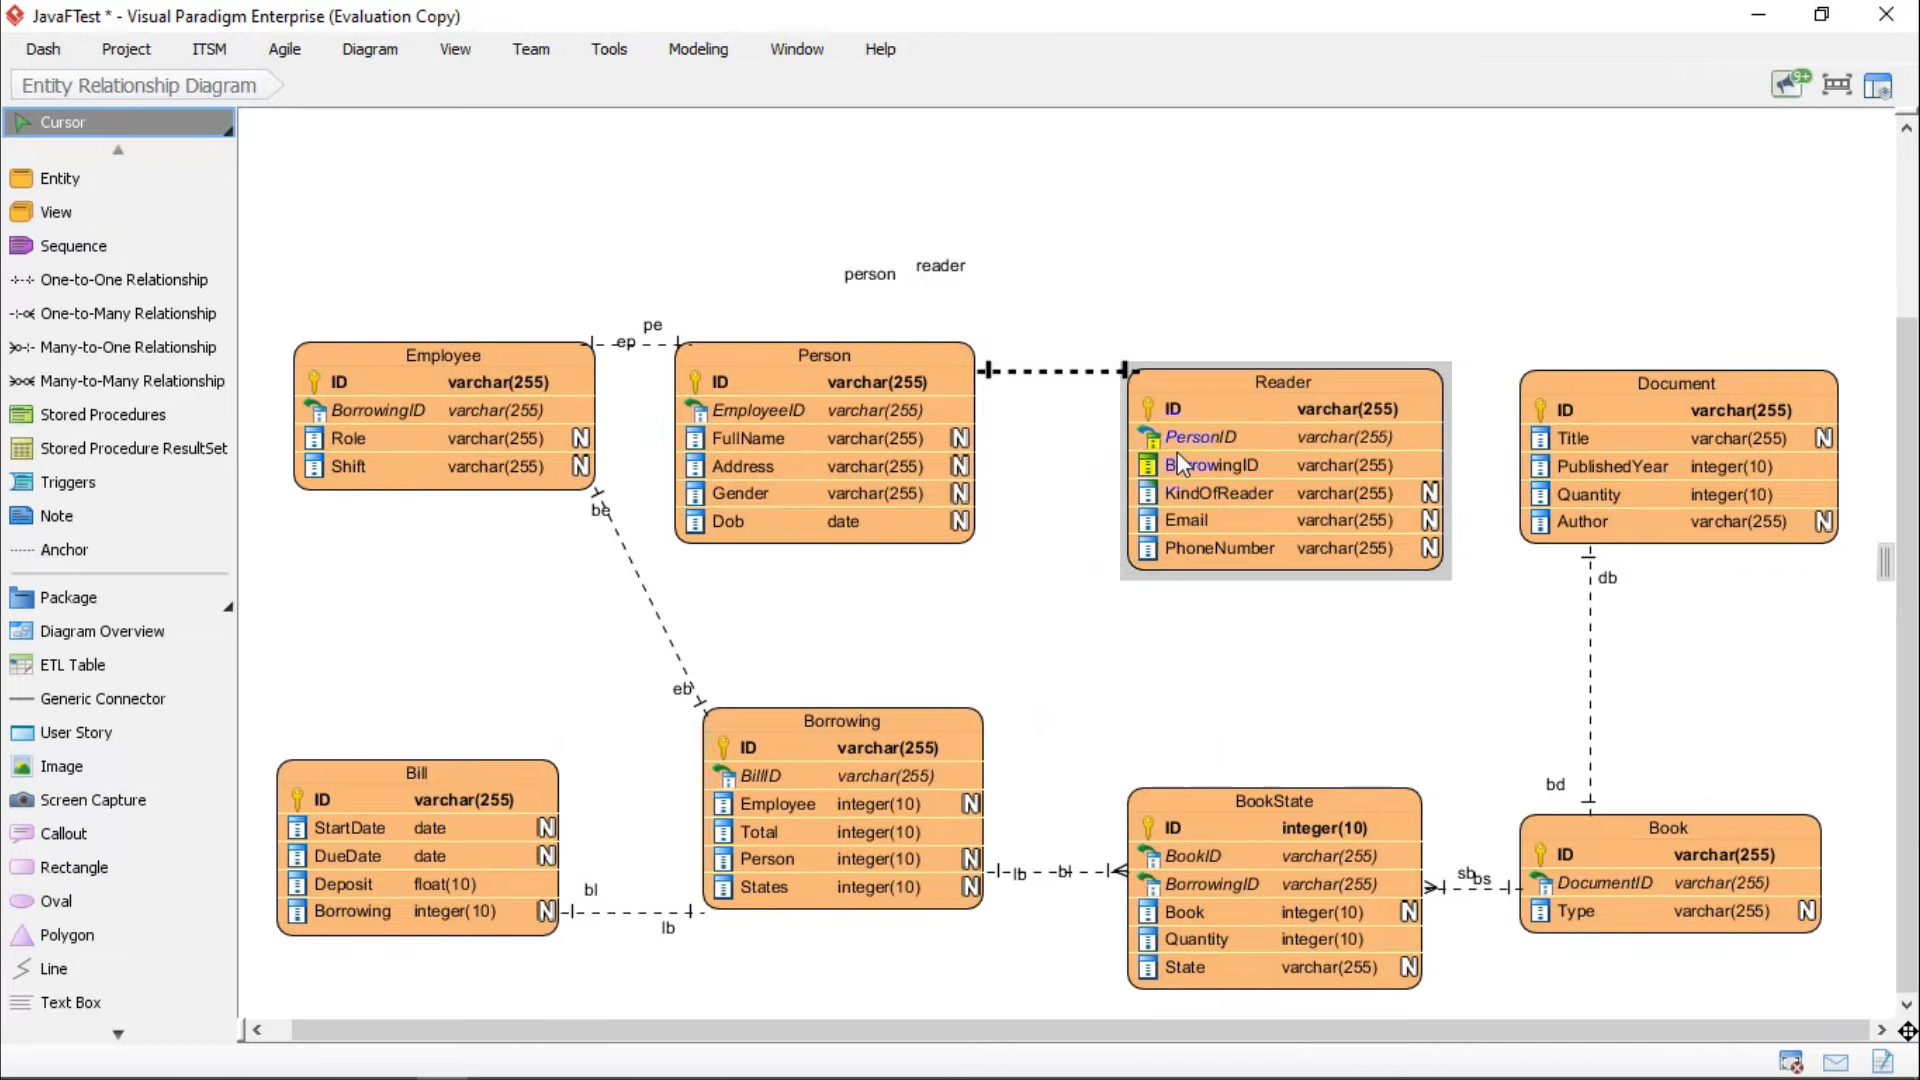 JavaFTest * - Visual Paradigm Enterprise (Evaluation Copy)
Dash Project ITSM Agile Diagram View Team Tools Modeling Window Help
Entity Relationship Diagram
9+
Cursor
Entity
View
Sequence
One-to-One Relationship
One-to-Many Relationship
Many-to-One Relationship
Many-to-Many Relationship
Stored Procedures
Stored Procedure ResultSet
Triggers
Note
Anchor
Package
Diagram Overview
ETL Table
Generic Connector
User Story
Image
Screen Capture
Callout
Rectangle
Oval
Polygon
Line
Text Box
person
reader
pe
ep
Employee
ID varchar(255)
BorrowingID varchar(255)
Role varchar(255) N
Shift varchar(255) N
Person
ID varchar(255)
EmployeeID varchar(255)
FullName varchar(255) N
Address varchar(255) N
Gender varchar(255) N
Dob date N
Reader
ID varchar(255)
PersonID varchar(255)
BorrowingID varchar(255)
KindOfReader varchar(255) N
Email varchar(255) N
PhoneNumber varchar(255) N
Document
ID varchar(255)
Title varchar(255) N
PublishedYear integer(10)
Quantity integer(10)
Author varchar(255) N
be
eb
db
bd
Bill
ID varchar(255)
StartDate date N
DueDate date N
Deposit float(10)
Borrowing integer(10) N
bl
lb
Borrowing
ID varchar(255)
BillID varchar(255)
Employee integer(10) N
Total integer(10)
Person integer(10) N
States integer(10) N
lb
bl
BookState
ID integer(10)
BookID varchar(255)
BorrowingID varchar(255)
Book integer(10) N
Quantity integer(10)
State varchar(255) N
sb
bs
Book
ID varchar(255)
DocumentID varchar(255)
Type varchar(255) N